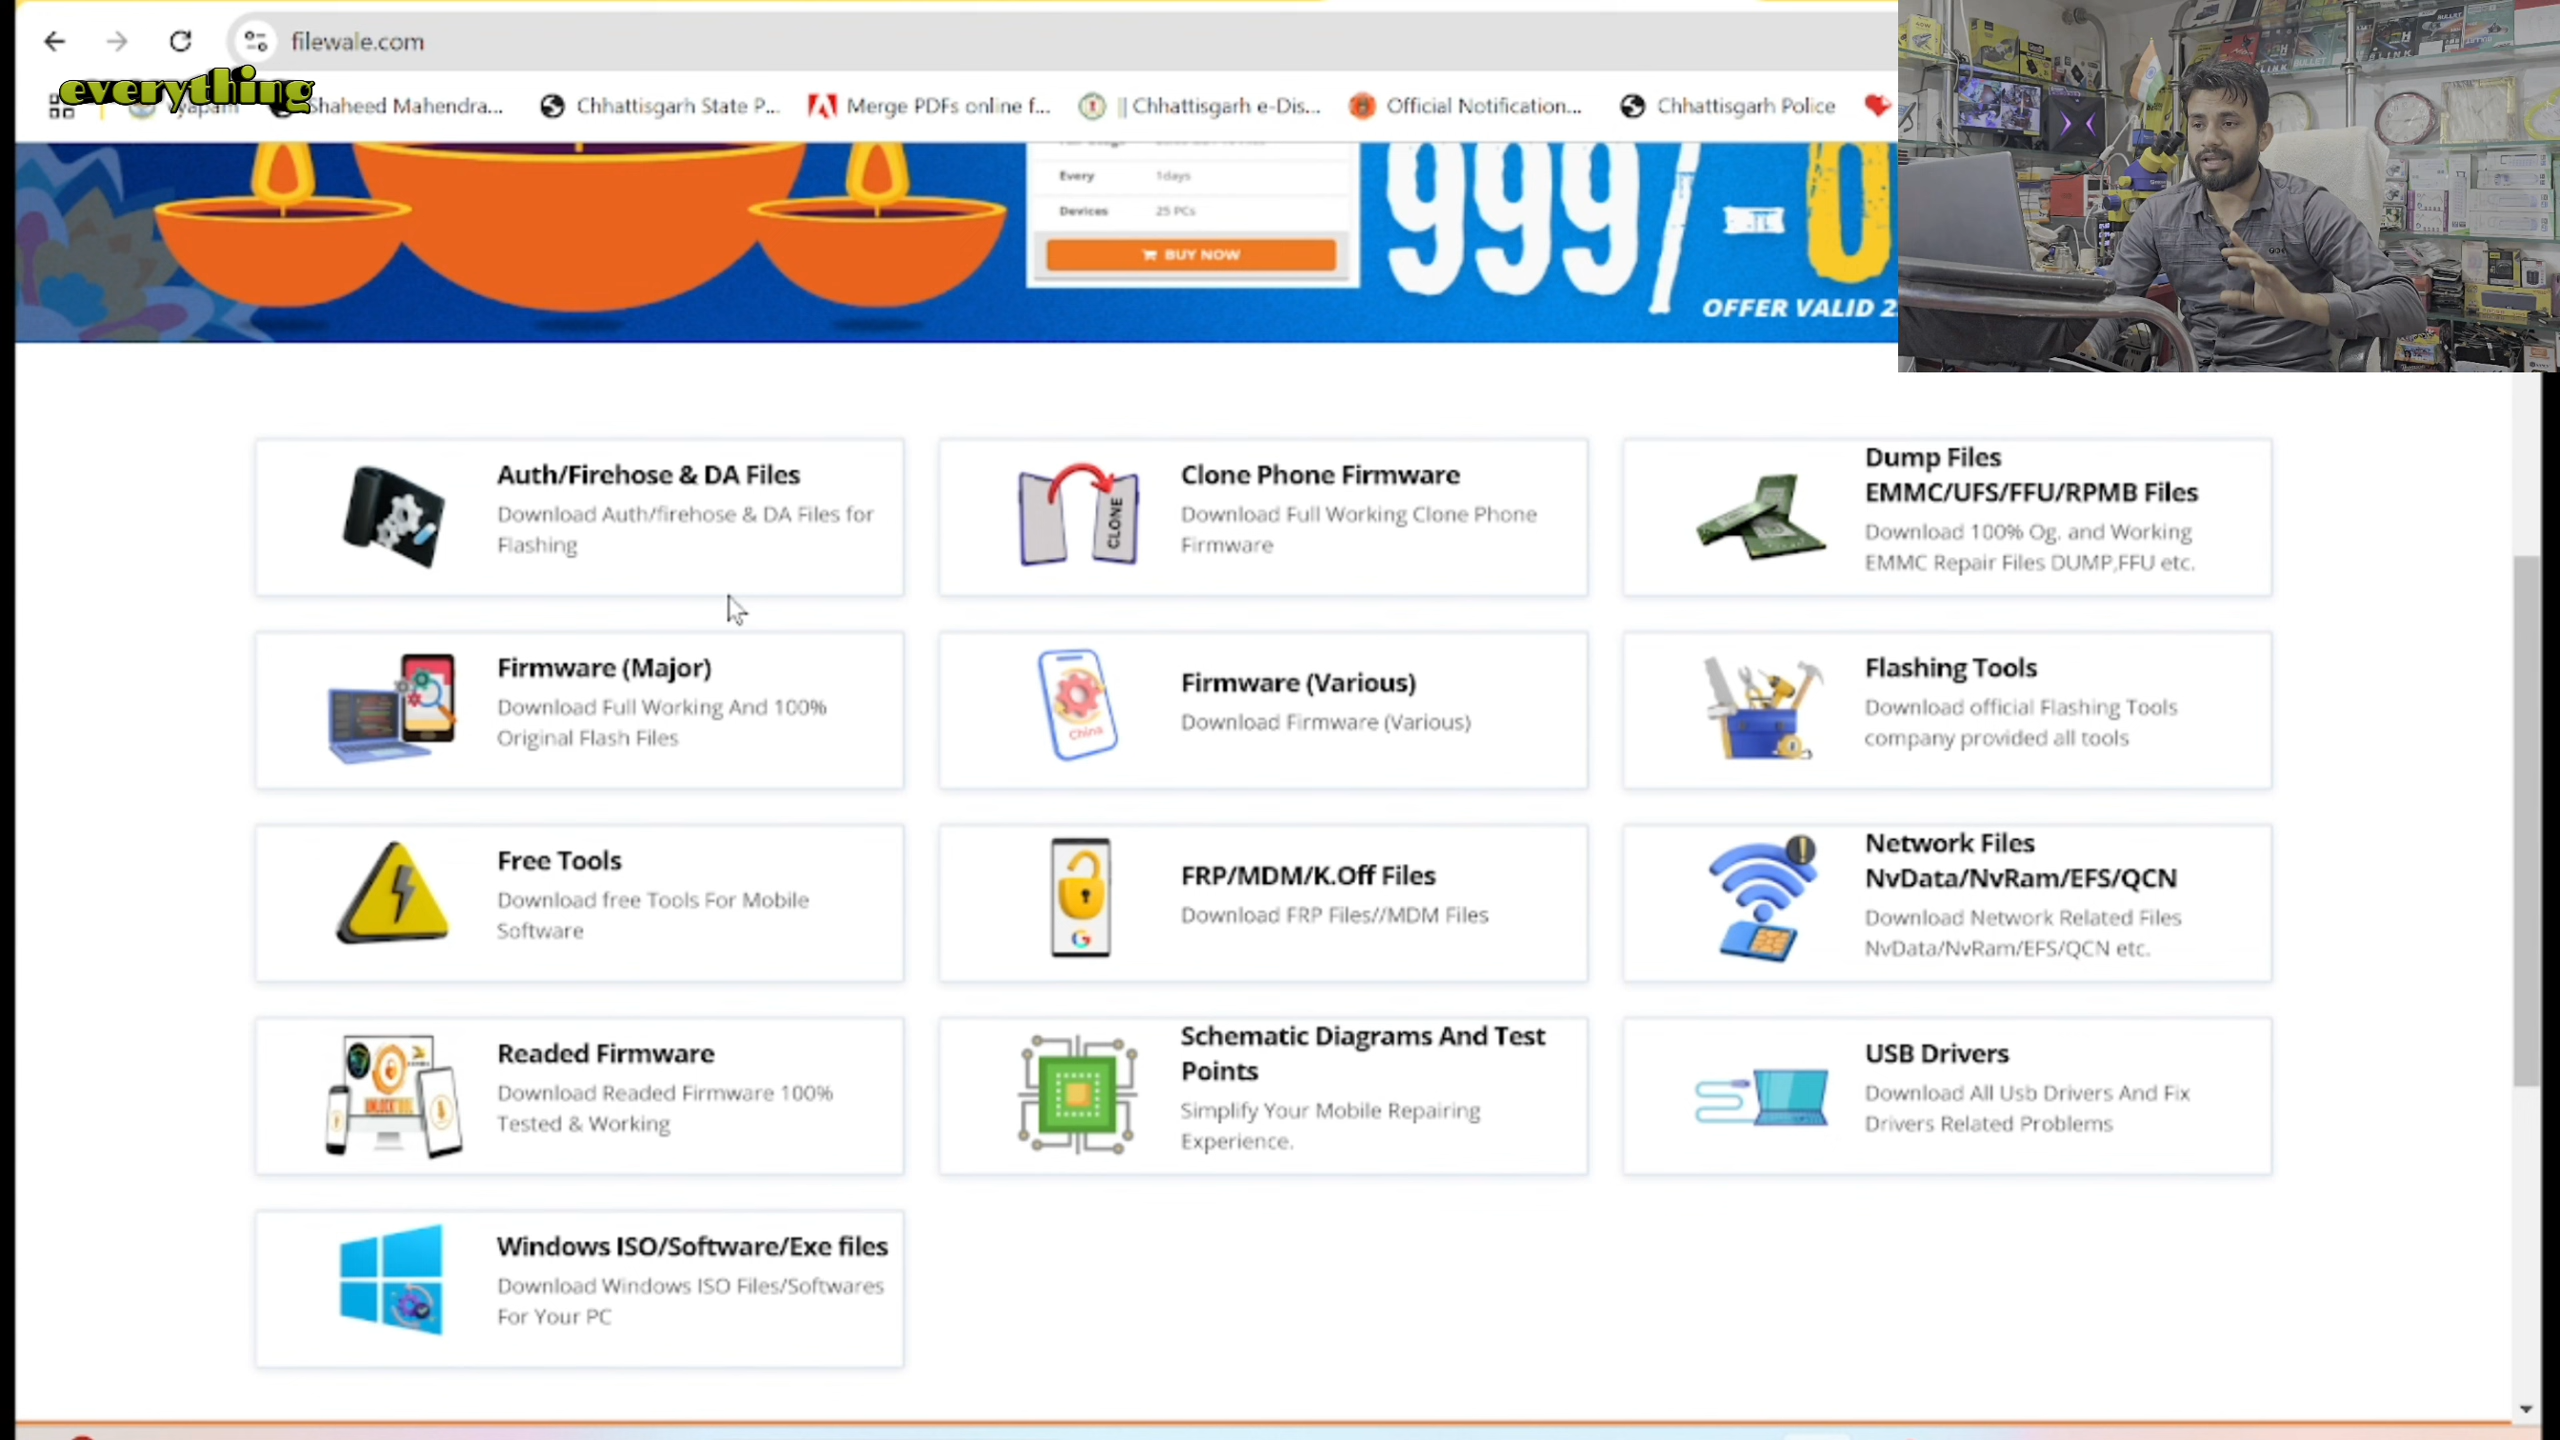 filewale.com
everything
yapam
Shaheed Mahendra...
Chhattisgarh State P...
Merge PDFs online f...
|| Chhattisgarh e-Dis...
Official Notification...
Chhattisgarh Police
Every 1days
Devices 25 PCs
BUY NOW
999/-
OFFER VALID 2
Auth/Firehose & DA Files
Download Auth/firehose & DA Files for
Flashing
CLONE
Clone Phone Firmware
Download Full Working Clone Phone
Firmware
Dump Files
EMMC/UFS/FFU/RPMB Files
Download 100% Og. and Working
EMMC Repair Files DUMP,FFU etc.
Firmware (Major)
Download Full Working And 100%
Original Flash Files
China
Firmware (Various)
Download Firmware (Various)
Flashing Tools
Download official Flashing Tools
company provided all tools
Free Tools
Download free Tools For Mobile
Software
FRP/MDM/K.Off Files
Download FRP Files//MDM Files
Network Files
NvData/NvRam/EFS/QCN
Download Network Related Files
NvData/NvRam/EFS/QCN etc.
Readed Firmware
Download Readed Firmware 100%
Tested & Working
Schematic Diagrams And Test
Points
Simplify Your Mobile Repairing
Experience.
USB Drivers
Download All Usb Drivers And Fix
Drivers Related Problems
Windows ISO/Software/Exe files
Download Windows ISO Files/Softwares
For Your PC